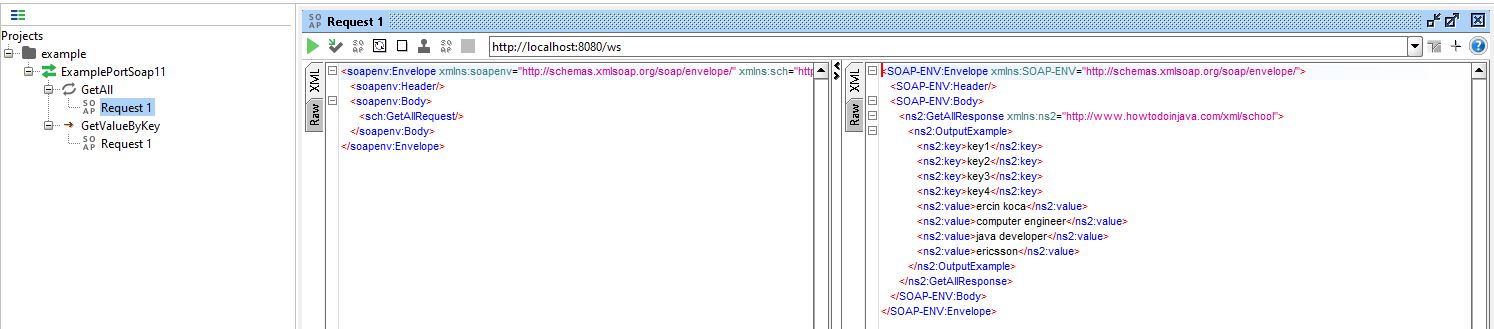 SO
AP
Request 1
Projects
example
ExamplePortSoap11
GetAll
SO
AP
Request 1
GetValueByKey
SO
AP
Request 1
SO
AP
SO
AP
http://localhost:8080/ws
?
XML
Raw
<soapenv:Envelope xmlns:soapenv="http://schemas.xmlsoap.org/soap/envelope/" xmlns:sch="http
<soapenv:Header/>
<soapenv:Body>
<sch:GetAllRequest/>
</soapenv:Body>
</soapenv:Envelope>
XML
Raw
<SOAP-ENV:Envelope xmlns:SOAP-ENV="http://schemas.xmlsoap.org/soap/envelope/">
<SOAP-ENV:Header/>
<SOAP-ENV:Body>
<ns2:GetAllResponse xmlns:ns2="http://www.howtodoinjava.com/xml/school">
<ns2:OutputExample>
<ns2:key>key1</ns2:key>
<ns2:key>key2</ns2:key>
<ns2:key>key3</ns2:key>
<ns2:key>key4</ns2:key>
<ns2:value>ercin koca</ns2:value>
<ns2:value>computer engineer</ns2:value>
<ns2:value>java developer</ns2:value>
<ns2:value>ericsson</ns2:value>
</ns2:OutputExample>
</ns2:GetAllResponse>
</SOAP-ENV:Body>
</SOAP-ENV:Envelope>